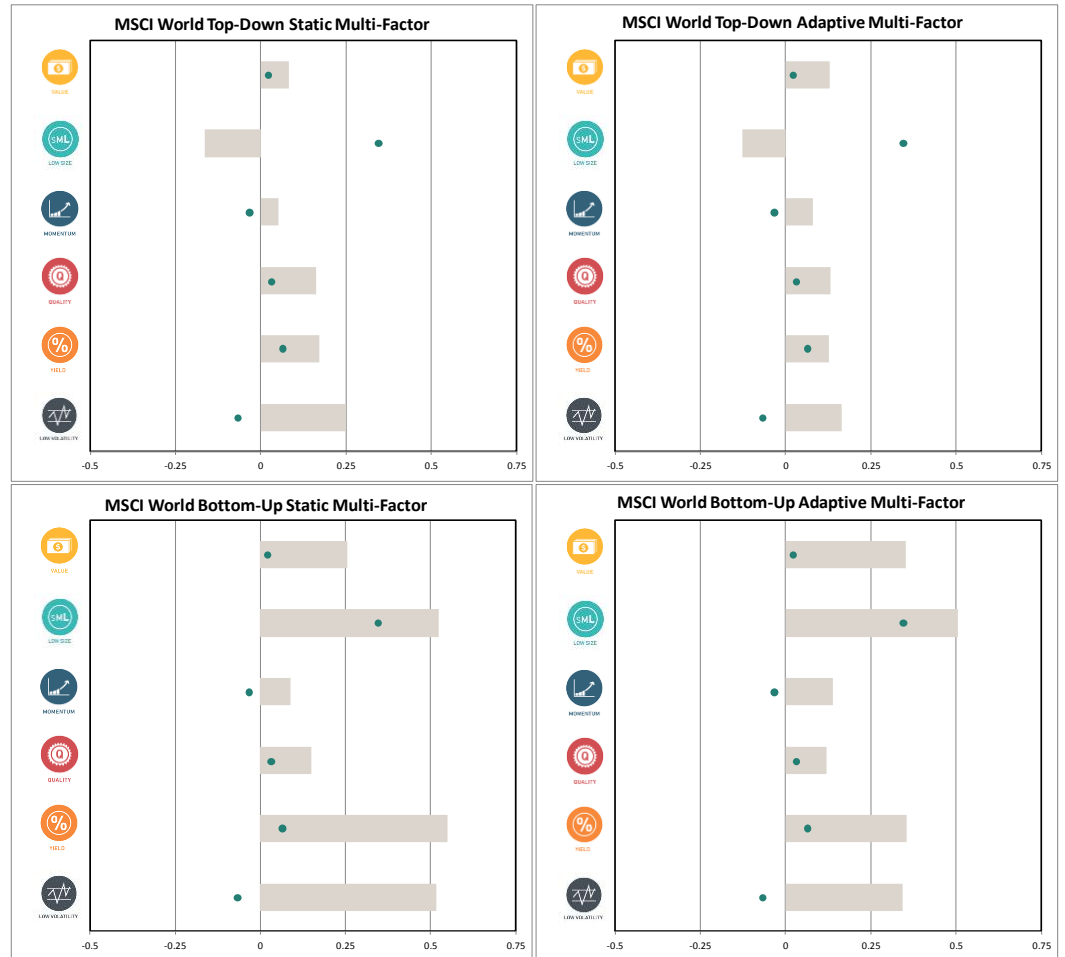 MSCI World Top-Down Static Multi-Factor
VALUE
SML
LOW SIZE
MOMENTUM
Q
QUALITY
%
YIELD
LOW VOLATILITY
-0.5 -0.25 0 0.25 0.5 0.75
MSCI World Top-Down Adaptive Multi-Factor
$
VALUE
SML
LOW SIZE
MOMENTUM
Q
QUALITY
%
YIELD
LOW VOLATILITY
-0.5 -0.25 0 0.25 0.5 0.75
MSCI World Bottom-Up Static Multi-Factor
$
VALUE
SML
LOW SIZE
MOMENTUM
Q
QUALITY
%
YIELD
LOW VOLATILITY
-0.5 -0.25 0 0.25 0.5 0.75
MSCI World Bottom-Up Adaptive Multi-Factor
$
VALUE
SML
LOW SIZE
MOMENTUM
Q
QUALITY
%
YIELD
LOW VOLATILITY
-0.5 -0.25 0 0.25 0.5 0.75